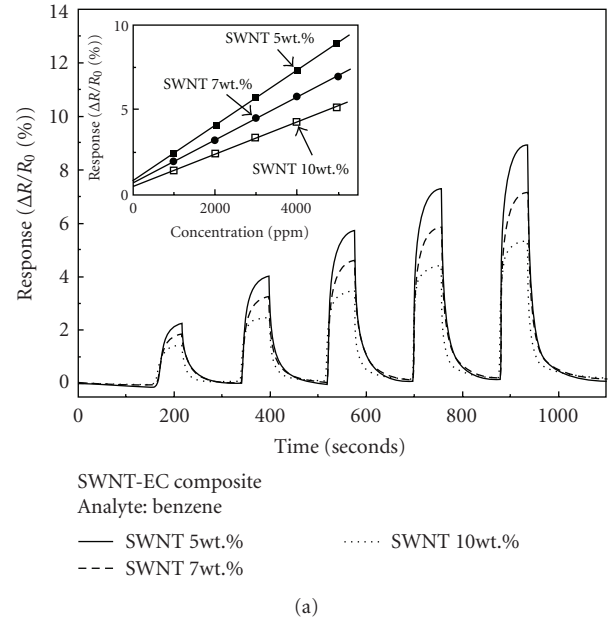 14
12
10
8
6
4
2
0
Response (ΔR/R0 (%))
0 200 400 600 800 1000
Time (seconds)
10
5
0
Response (ΔR/R0 (%))
SWNT 5wt.%
SWNT 7wt.%
SWNT 10wt.%
0 2000 4000
Concentration (ppm)
SWNT-EC composite
Analyte: benzene
SWNT 5wt.% SWNT 10wt.%
SWNT 7wt.%
(a)